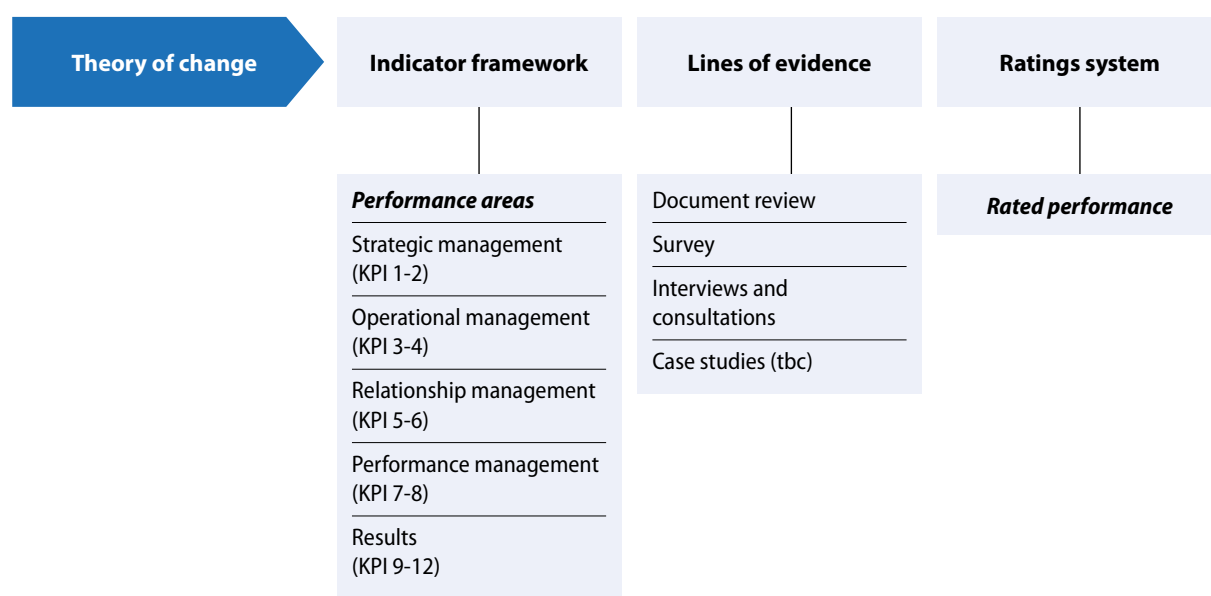 Theory of change
Indicator framework
Lines of evidence
Ratings system
Performance areas
Strategic management
(KPI 1-2)
Operational management
(KPI 3-4)
Relationship management
(KPI 5-6)
Performance management
(KPI 7-8)
Results
(KPI 9-12)
Document review
Survey
Interviews and
consultations
Case studies (tbc)
Rated performance